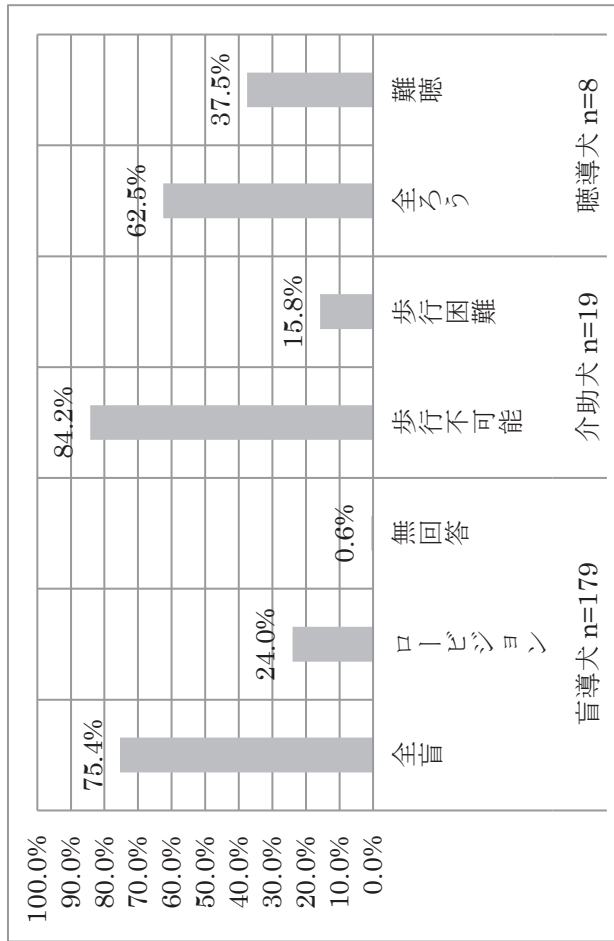 100.0%
90.0%
80.0%
70.0%
60.0%
50.0%
40.0%
30.0%
20.0%
10.0%
0.0%
75.4%
24.0%
0.6%
84.2%
15.8%
62.5%
37.5%
全盲
ロービジョン
無回答
歩行不可能
歩行困難
全ろう
難聴
盲導犬 n=179
介助犬 n=19
聴導犬 n=8